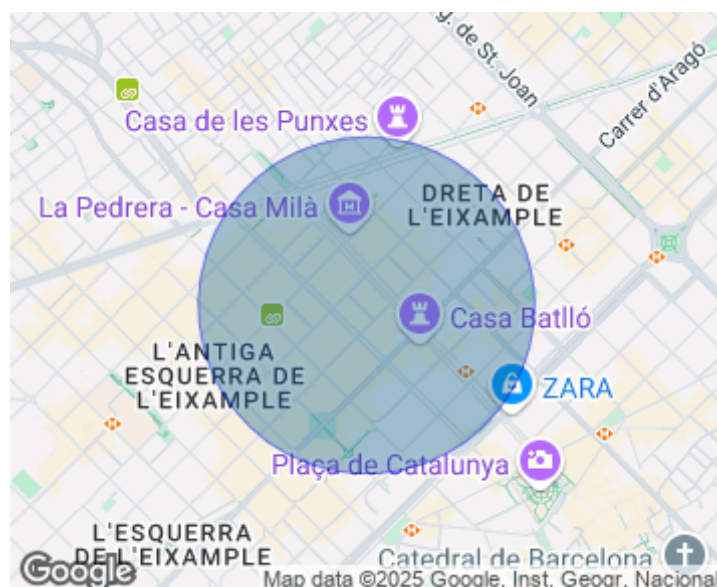 g. de St. Joan
Carrer d'Aragó
Casa de les Punxes
La Pedrera - Casa Milà
DRETA DE
L'EIXAMPLE
Casa Batlló
L'ANTIGA
ESQUERRA DE
L'EIXAMPLE
ZARA
Plaça de Catalunya
L'ESQUERRA
DE L'EIXAMPLE
Catedral de Barcelona
Google
Map data ©2025 Google, Inst. Geogr. Nacional